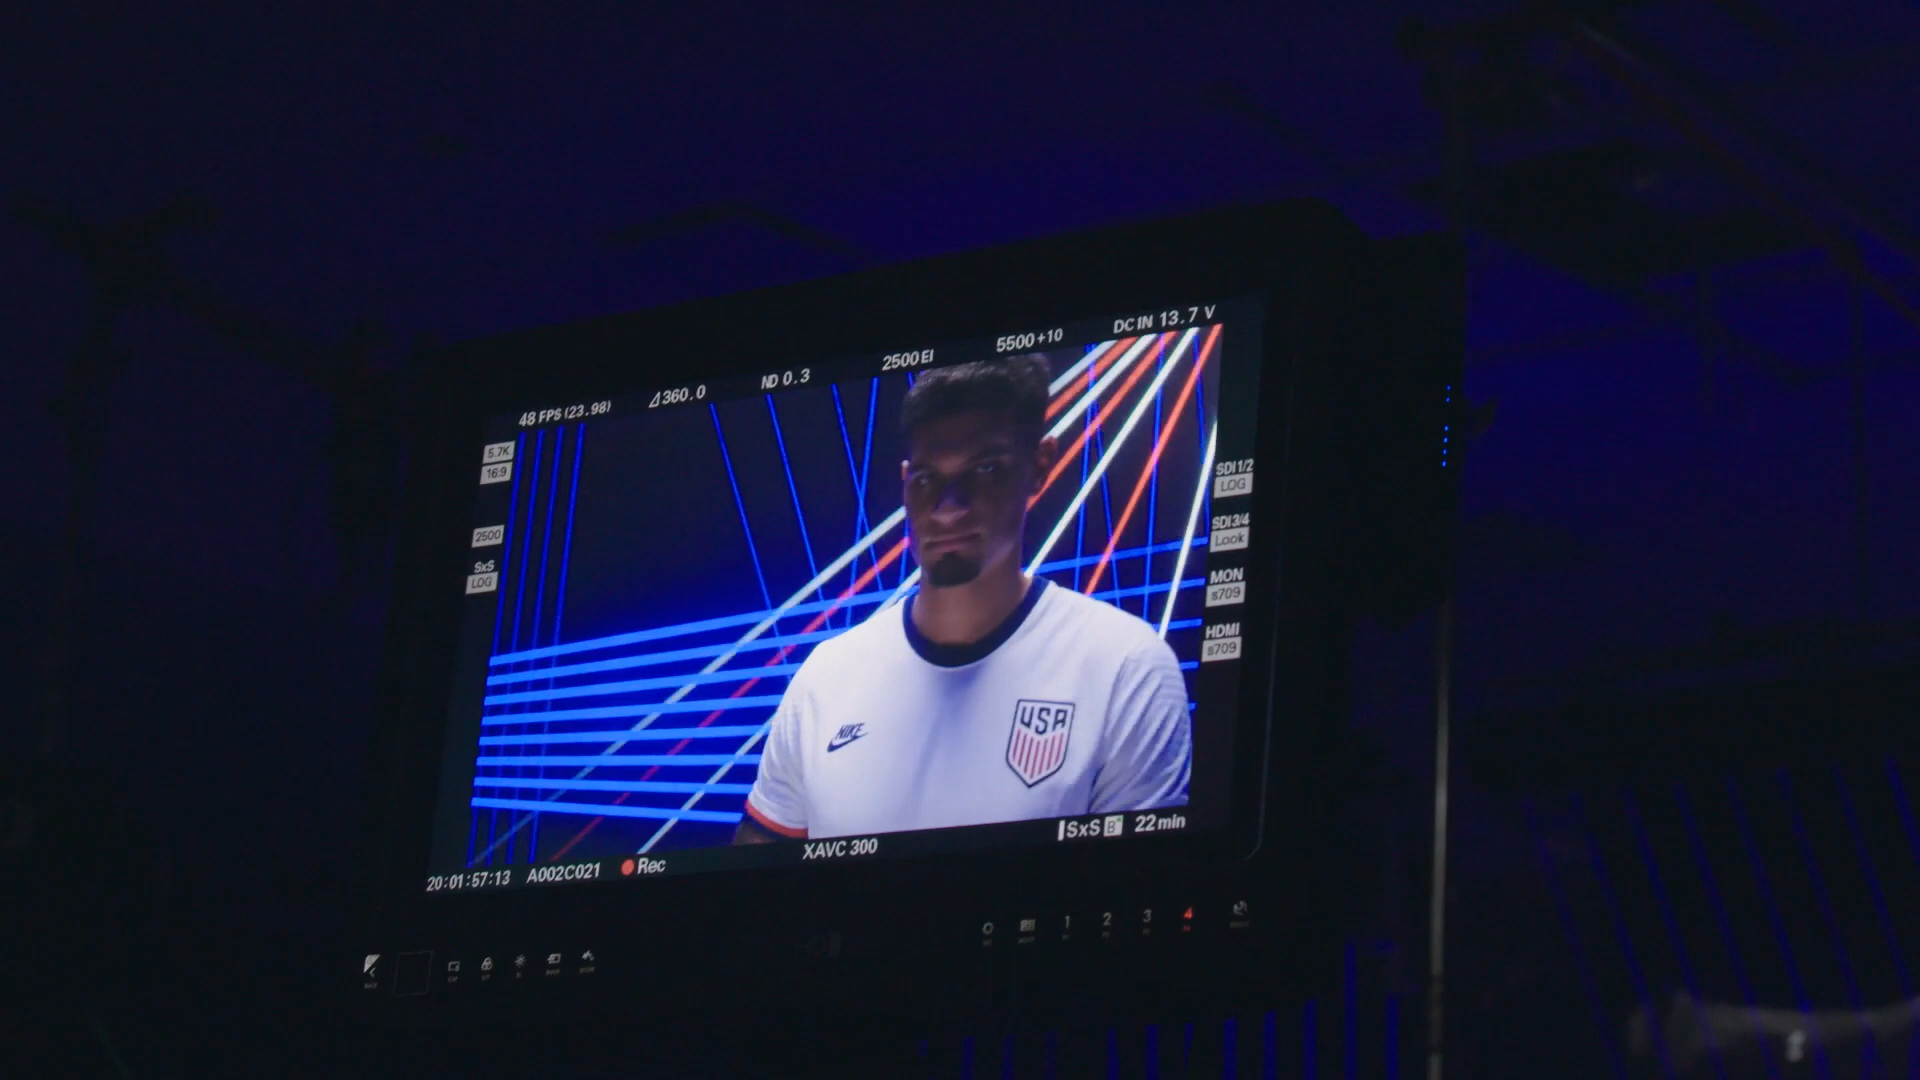 48 FPS (23.98) ⊿360.0 ND 0.3 2500 EI 5500+10 DC IN 13.7 V
5.7K
16:9
2500
SxS
LOG
SDI 1/2
LOG
SDI 3/4
Look
MON
s709
HDMI
s709
NIKE
USA
SxS B 22 min
20:01:57:13 A002C021 Rec XAVC 300
1 2 3 4